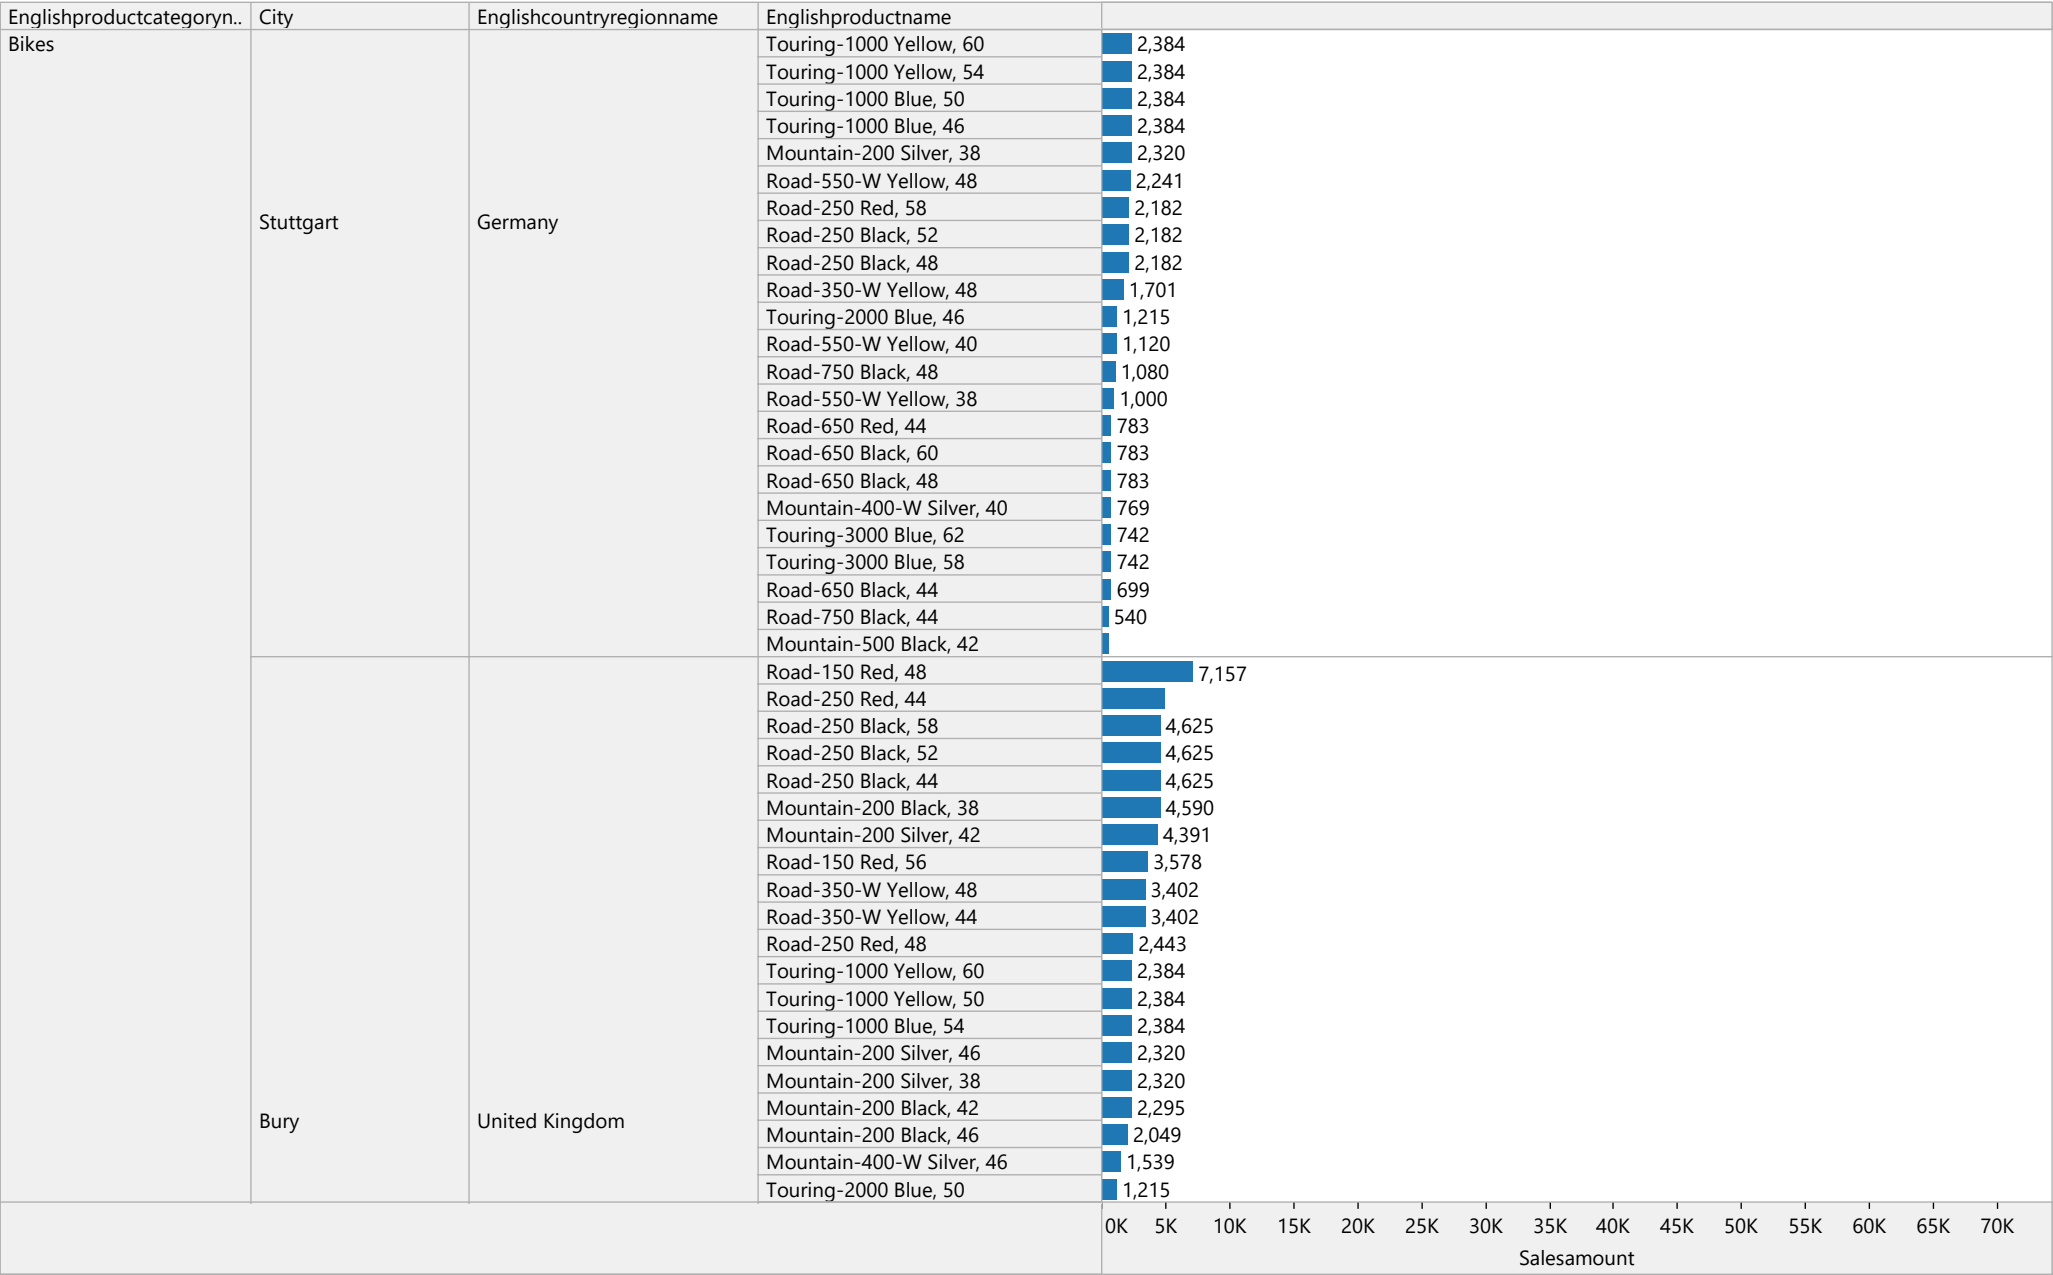 Englishproductcategoryn.. City Englishcountryregionname Englishproductname
Bikes Touring-1000 Yellow, 60 2,384
Touring-1000 Yellow, 54 2,384
Touring-1000 Blue, 50 2,384
Touring-1000 Blue, 46 2,384
Mountain-200 Silver, 38 2,320
Road-550-W Yellow, 48 2,241
Road-250 Red, 58 2,182
Stuttgart Germany
Road-250 Black, 52 2,182
Road-250 Black, 48 2,182
Road-350-W Yellow, 48 1,701
Touring-2000 Blue, 46 1,215
Road-550-W Yellow, 40 1,120
Road-750 Black, 48 1,080
Road-550-W Yellow, 38 1,000
Road-650 Red, 44 783
Road-650 Black, 60 783
Road-650 Black, 48 783
Mountain-400-W Silver, 40 769
Touring-3000 Blue, 62 742
Touring-3000 Blue, 58 742
Road-650 Black, 44 699
Road-750 Black, 44 540
Mountain-500 Black, 42
Road-150 Red, 48 7,157
Road-250 Red, 44
Road-250 Black, 58 4,625
Road-250 Black, 52 4,625
Road-250 Black, 44 4,625
Mountain-200 Black, 38 4,590
Mountain-200 Silver, 42 4,391
Road-150 Red, 56 3,578
Road-350-W Yellow, 48 3,402
Road-350-W Yellow, 44 3,402
Road-250 Red, 48 2,443
Touring-1000 Yellow, 60 2,384
Touring-1000 Yellow, 50 2,384
Touring-1000 Blue, 54 2,384
Mountain-200 Silver, 46 2,320
Mountain-200 Silver, 38 2,320
Mountain-200 Black, 42 2,295
Bury United Kingdom
Mountain-200 Black, 46 2,049
Mountain-400-W Silver, 46 1,539
Touring-2000 Blue, 50 1,215
0K 5K 10K 15K 20K 25K 30K 35K 40K 45K 50K 55K 60K 65K 70K
Salesamount